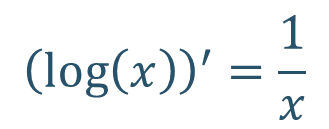 (log(x))′ = 1/x